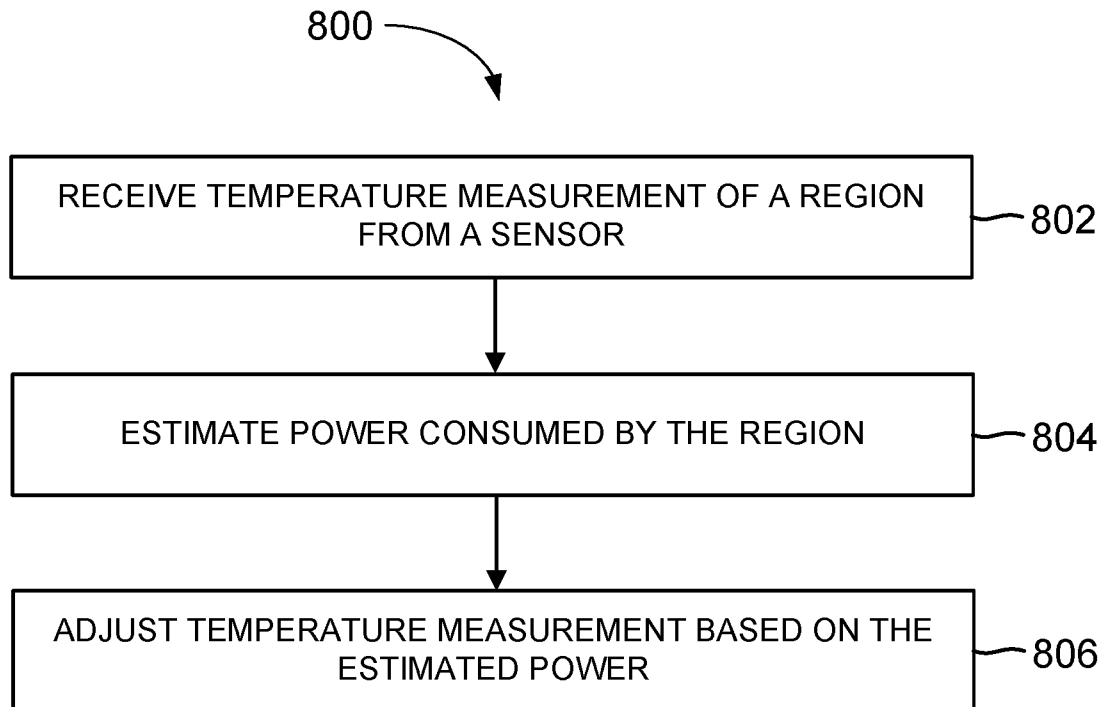 800
RECEIVE TEMPERATURE MEASUREMENT OF A REGION
FROM A SENSOR
802
ESTIMATE POWER CONSUMED BY THE REGION
804
ADJUST TEMPERATURE MEASUREMENT BASED ON THE
ESTIMATED POWER
806